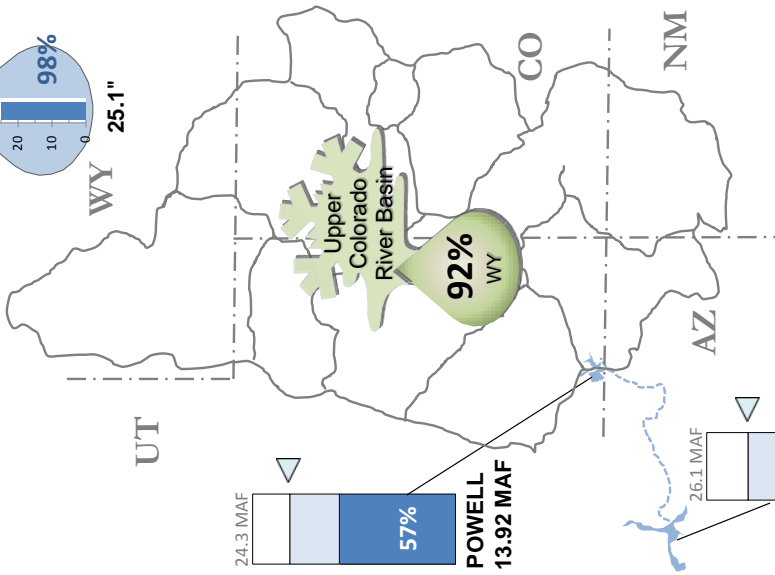 20
10
0
98%
25.1"
WY
CO
NM
UT
AZ
Upper
Colorado
River Basin
92%
WY
24.3 MAF
57%
POWELL
13.92 MAF
26.1 MAF